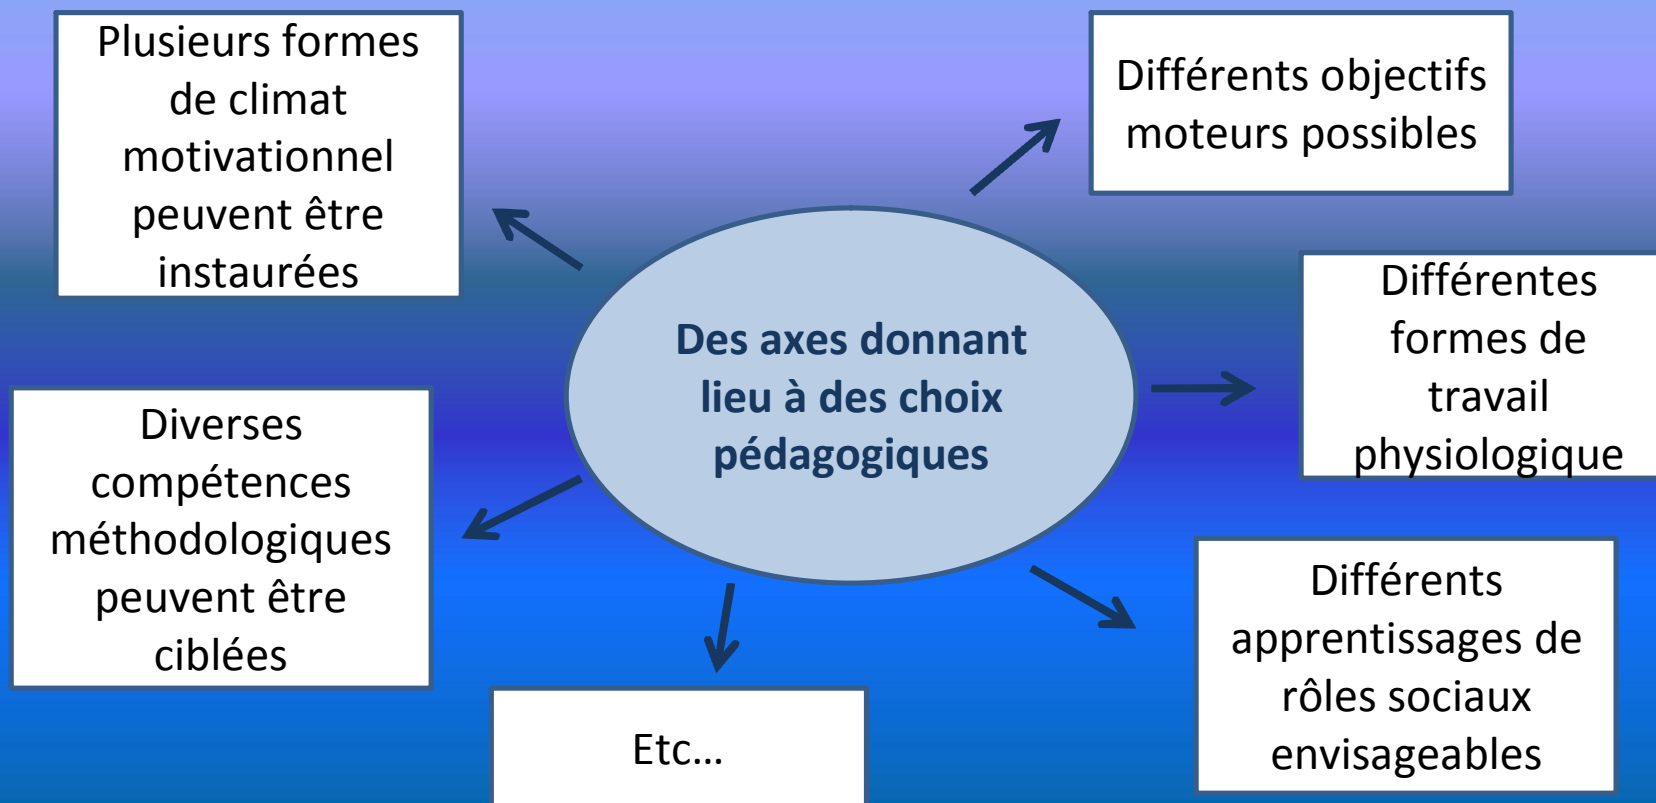 Plusieurs formes
de climat
motivationnel
peuvent être
instaurées
Différents objectifs
moteurs possibles
Des axes donnant
lieu à des choix
pédagogiques
Différentes
formes de
travail
physiologique
Diverses
compétences
méthodologiques
peuvent être
ciblées
Différents
apprentissages de
rôles sociaux
envisageables
Etc…